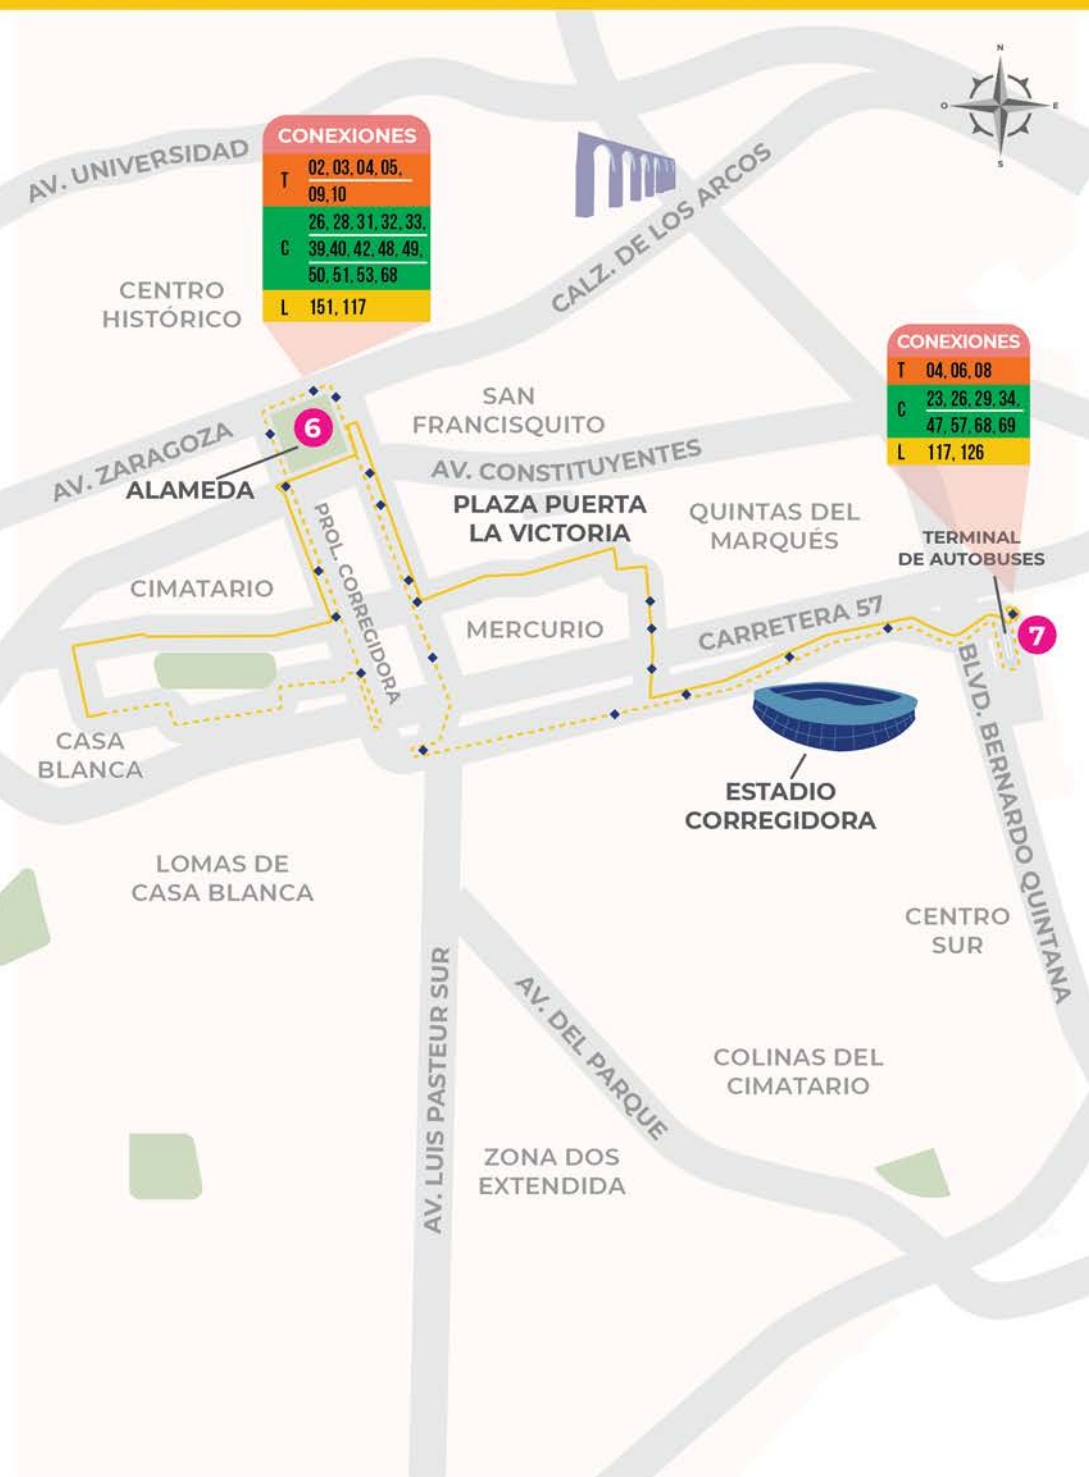 N
O
E
S
AV. UNIVERSIDAD
CONEXIONES
T 02, 03, 04, 05,
09, 10
C 26, 28, 31, 32, 33,
39, 40, 42, 48, 49,
50, 51, 53, 68
L 151, 117
CALZ. DE LOS ARCOS
CENTRO
HISTÓRICO
CONEXIONES
T 04, 06, 08
C 23, 26, 29, 34,
47, 57, 68, 69
L 117, 126
SAN
FRANCISQUITO
6
AV. ZARAGOZA
ALAMEDA
AV. CONSTITUYENTES
PLAZA PUERTA
LA VICTORIA
QUINTAS DEL
MARQUÉS
TERMINAL
DE AUTOBUSES
PROL. CORREGIDORA
CIMATARIO
MERCURIO
CARRETERA 57
7
BLVD. BERNARDO QUINTANA
CASA
BLANCA
ESTADIO
CORREGIDORA
LOMAS DE
CASA BLANCA
CENTRO
SUR
AV. LUIS PASTEUR SUR
AV. DEL PARQUE
COLINAS DEL
CIMATARIO
ZONA DOS
EXTENDIDA